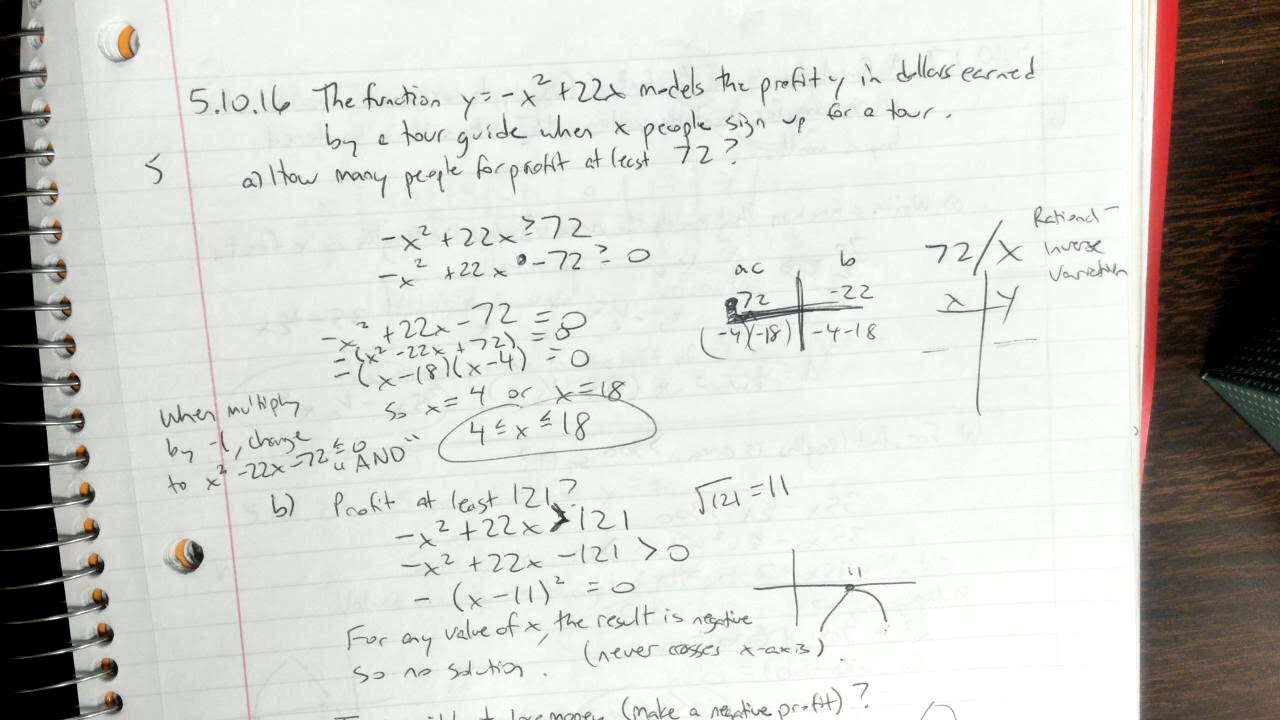 5.10.16 The function y = -x² + 22x models the profit y in dollars earned
by a tour guide when x people sign up for a tour.
5
a) How many people for profit at least 72?
-x² + 22x ≥ 72
-x² + 22x - 72 ≥ 0
-x² + 22x - 72 = 0
-(x² - 22x + 72) = 0
-(x - 18)(x - 4) = 0
So x = 4 or x = 18
4 ≤ x ≤ 18
When multiply
by -1, change
to x² - 22x - 72 ≤ 0
"AND"
ac b
72 -22
(-4)(-18) -4-18
72/x
Rational -
inverse
variation
x y
b) Profit at least 121?
√121 = 11
-x² + 22x > 121
-x² + 22x - 121 > 0
-(x - 11)² = 0
11
For any value of x, the result is negative
(never crosses x-axis).
So no solution.
money (make a negative profit)?